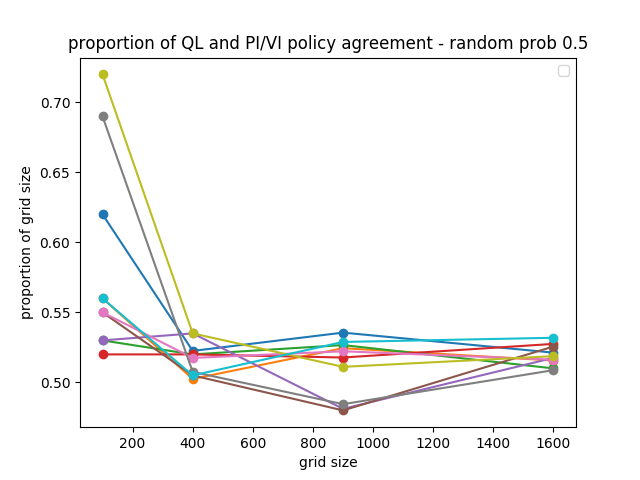 proportion of QL and PI/VI policy agreement - random prob 0.5
0.70
0.65
0.60
0.55
0.50
proportion of grid size
200 400 600 800 1000 1200 1400 1600
grid size